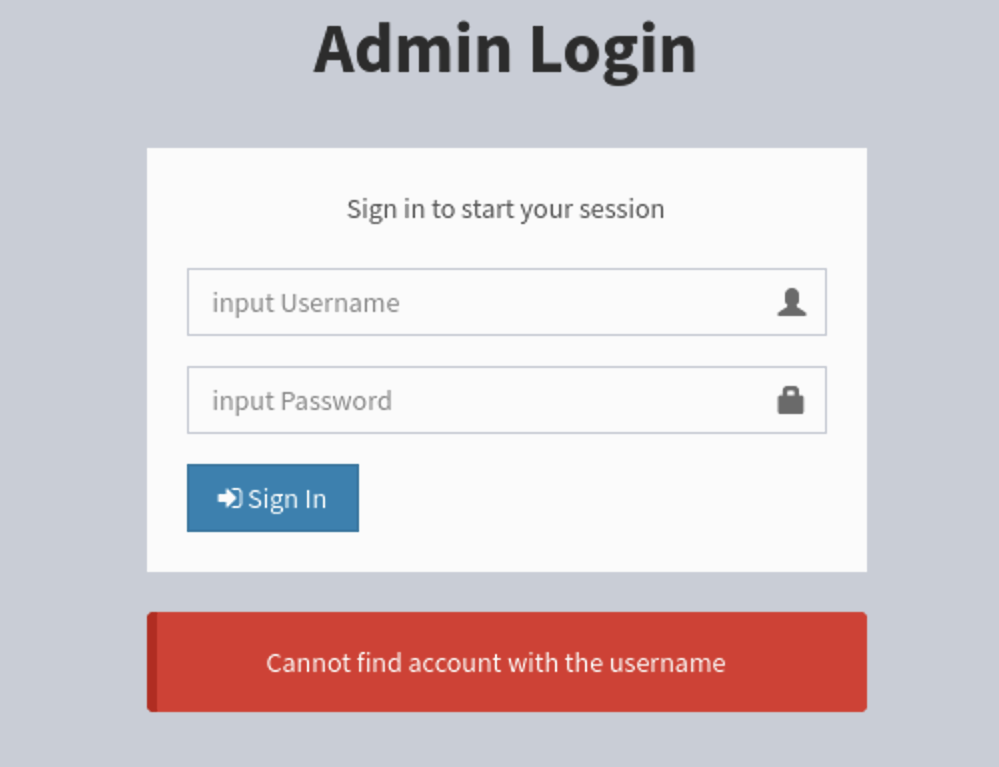 Admin Login
Sign in to start your session
input Username
input Password
Sign In
Cannot find account with the username